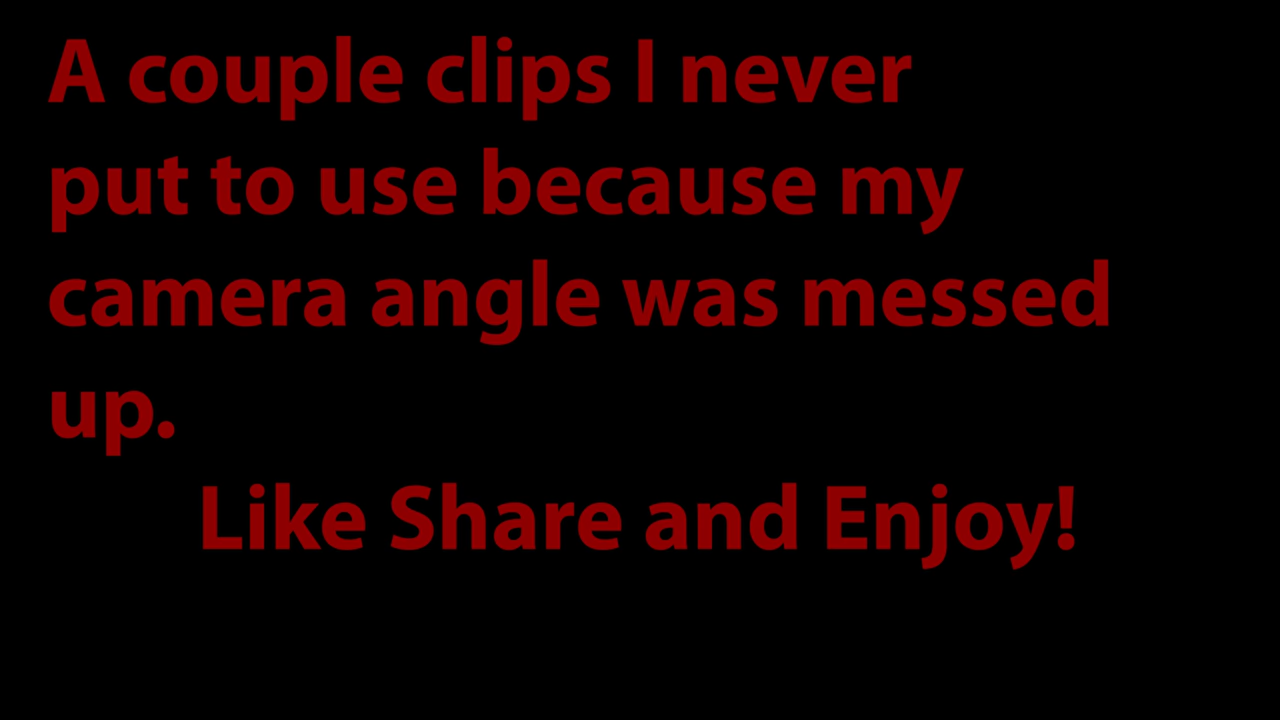 A couple clips I never
put to use because my
camera angle was messed
up.
Like Share and Enjoy!